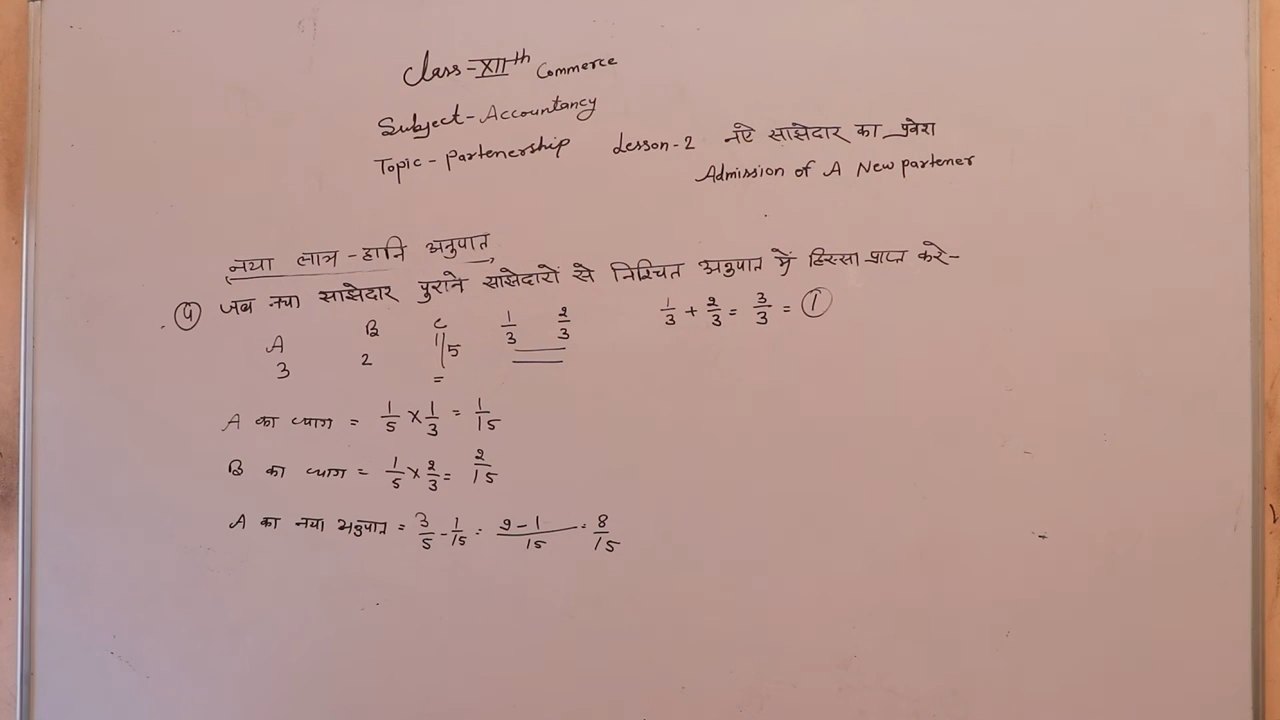 Class-XIIth Commerce
Subject-Accountancy
Topic-Partenership Lesson-2 नऐ साझेदार का प्रवेश
Admission of A New partener
नया लाभ-हानि अनुपात
(4) जब नया साझेदार पुराने साझेदारों से निश्चित अनुपात में हिस्सा प्राप्त करे-
A B C 1/3 2/3 1/3 + 2/3 = 3/3 = (1)
3 2 1/5
A का त्याग = 1/5 × 1/3 = 1/15
B का त्याग = 1/5 × 2/3 = 2/15
A का नया अनुपात = 3/5 - 1/15 = 9-1/15 = 8/15